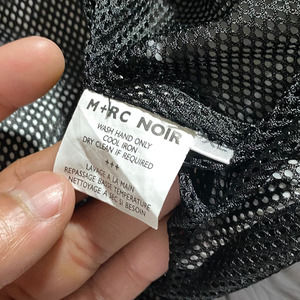 M+RC NOIR
WASH HAND ONLY
COOL IRON
DRY CLEAN IF REQUIRED
+++
LAVAGE A LA MAIN
REPASSAGE BASSE TEMPERATURE
NETTOYAGE A SEC SI BESOIN